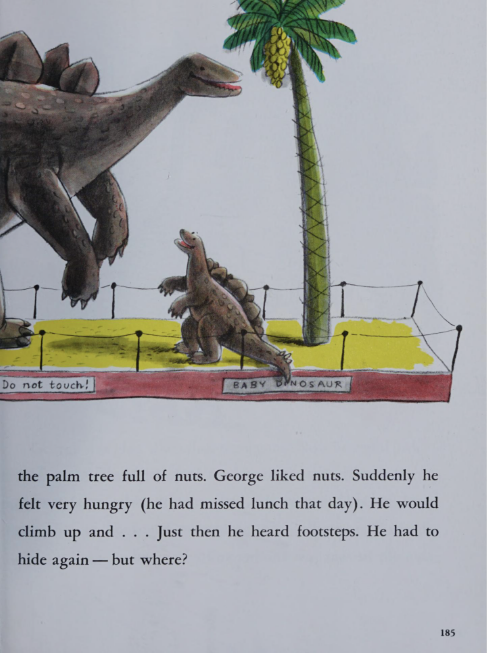 Do not touch!
BABY DINOSAUR
the palm tree full of nuts. George liked nuts. Suddenly he
felt very hungry (he had missed lunch that day). He would
climb up and . . . Just then he heard footsteps. He had to
hide again — but where?
185